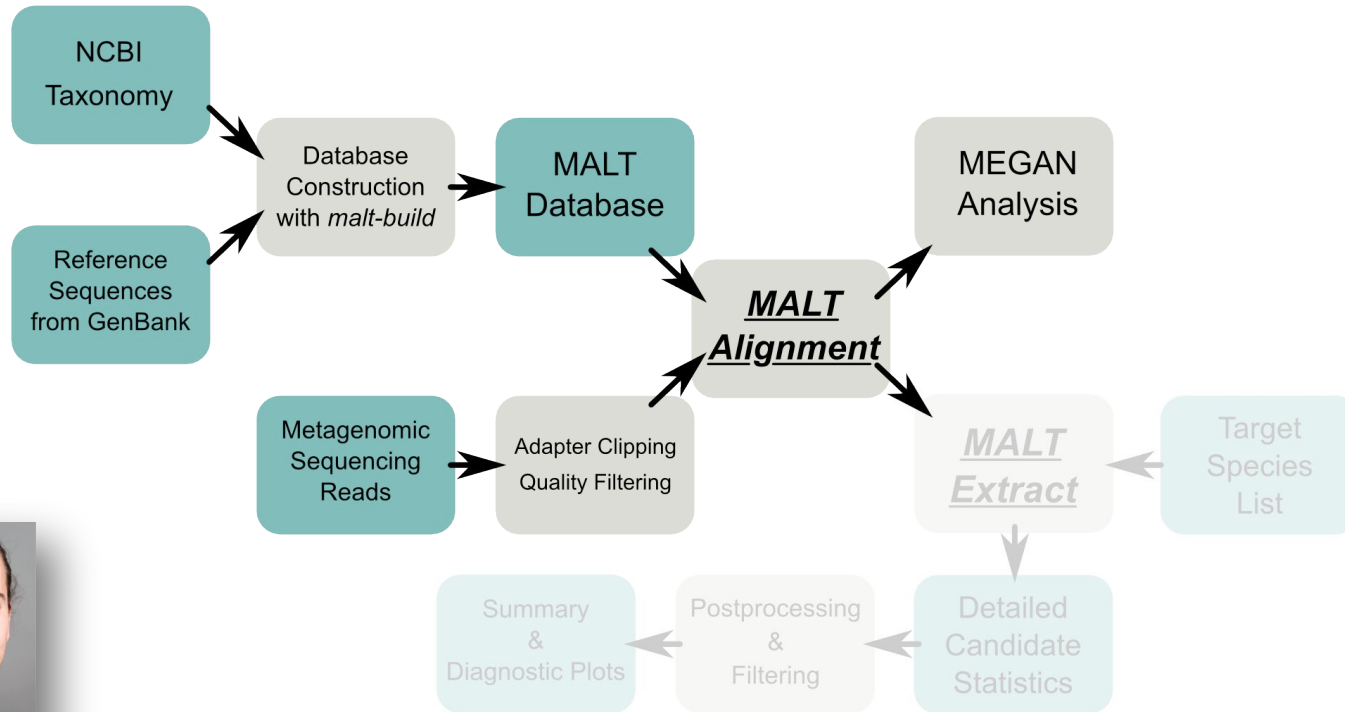 NCBI
Taxonomy
Reference
Sequences
from GenBank
Database
Construction
with malt-build
MALT
Database
Metagenomic
Sequencing
Reads
Adapter Clipping
Quality Filtering
MALT
Alignment
MEGAN
Analysis
MALT
Extract
Target
Species
List
Detailed
Candidate
Statistics
Postprocessing
&
Filtering
Summary
&
Diagnostic Plots